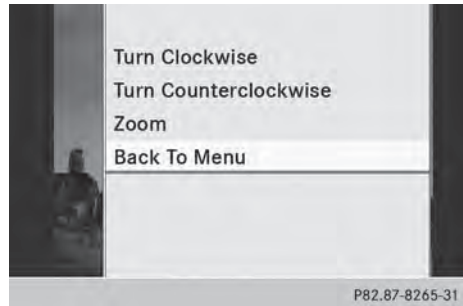 Turn Clockwise
Turn Counterclockwise
Zoom
Back To Menu
P82.87-8265-31